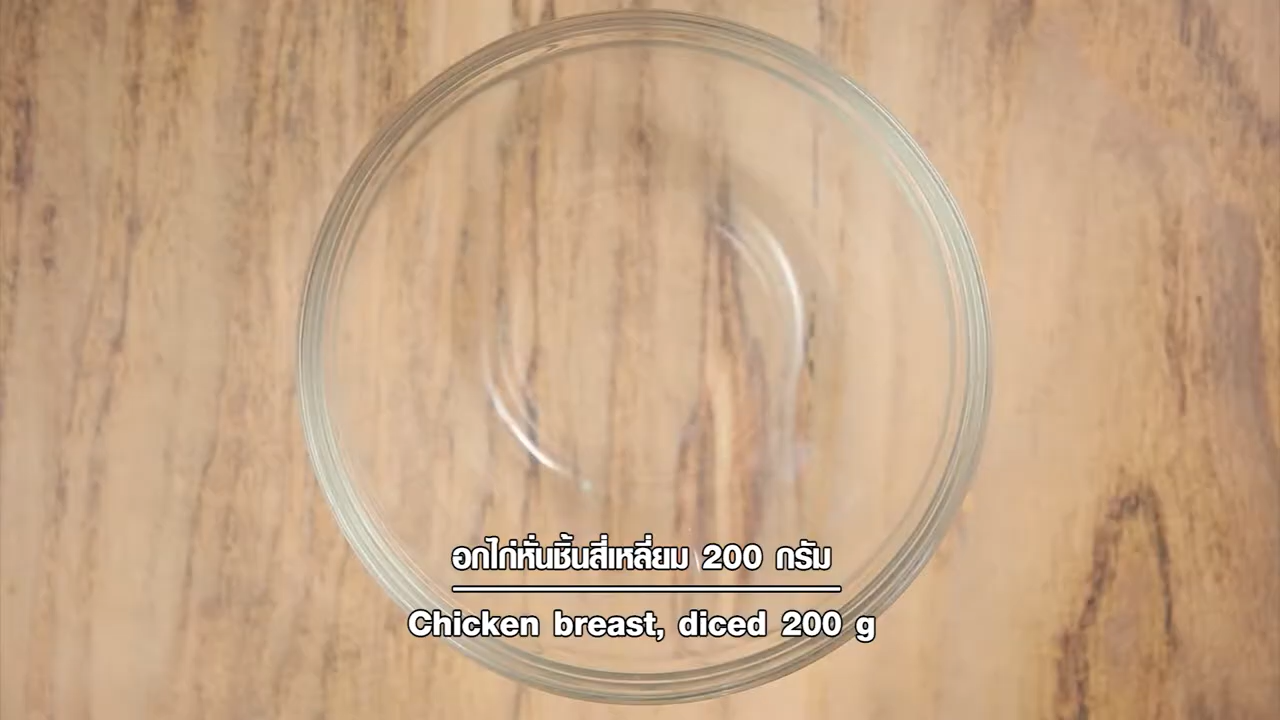 อกไก่หั่นชิ้นสี่เหลี่ยม 200 กรัม
Chicken breast, diced 200 g